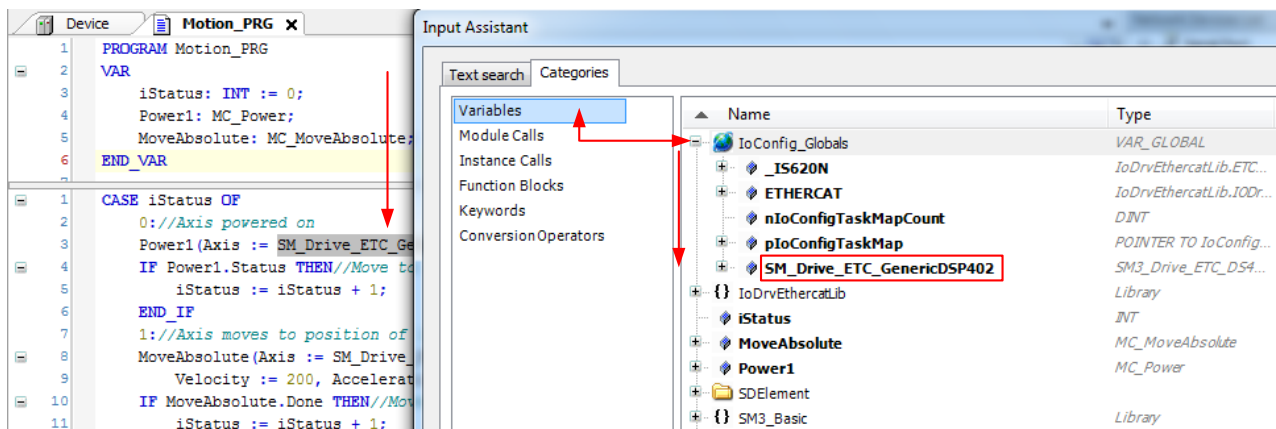 Device
Motion_PRG X
1 PROGRAM Motion_PRG
2 VAR
3 iStatus: INT := 0;
4 Power1: MC_Power;
5 MoveAbsolute: MC_MoveAbsolute;
6 END_VAR
1 CASE iStatus OF
2 0://Axis powered on
3 Power1(Axis := SM_Drive_ETC_Ge
4 IF Power1.Status THEN//Move to
5 iStatus := iStatus + 1;
6 END_IF
7 1://Axis moves to position of
8 MoveAbsolute(Axis := SM_Drive_
9 Velocity := 200, Accelerat
10 IF MoveAbsolute.Done THEN//Mov
11 iStatus := iStatus + 1;
Input Assistant
Text search Categories
Variables
Module Calls
Instance Calls
Function Blocks
Keywords
Conversion Operators
Name Type
IoConfig_Globals VAR_GLOBAL
_IS620N IoDrvEthercatLib.ETC...
ETHERCAT IoDrvEthercatLib.IODr...
nIoConfigTaskMapCount DINT
pIoConfigTaskMap POINTER TO IoConfig...
SM_Drive_ETC_GenericDSP402 SM3_Drive_ETC_DS4...
{} IoDrvEthercatLib Library
iStatus INT
MoveAbsolute MC_MoveAbsolute
Power1 MC_Power
SDElement
{} SM3_Basic Library